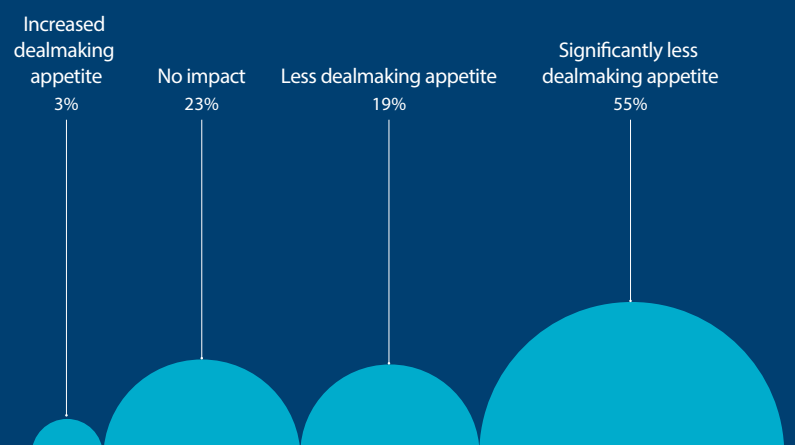 Increased
dealmaking
appetite
3%
No impact
23%
Less dealmaking appetite
19%
Significantly less
dealmaking appetite
55%